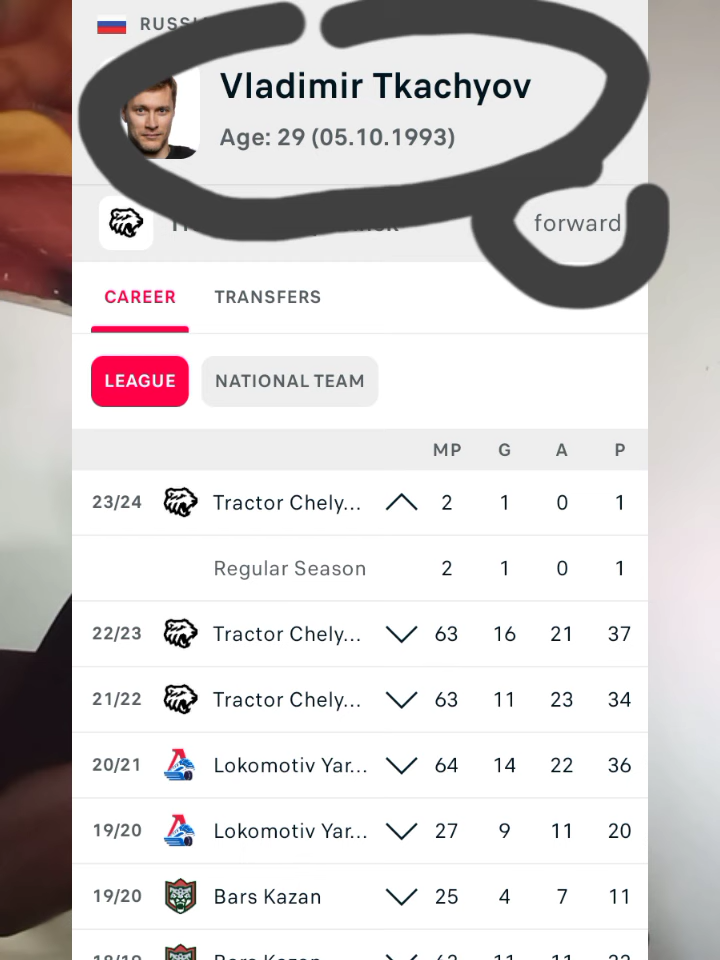 Vladimir Tkachyov
Age: 29 (05.10.1993)
forward
CAREER TRANSFERS
LEAGUE NATIONAL TEAM
MP G A P
23/24 Tractor Chely... 2 1 0 1
Regular Season 2 1 0 1
22/23 Tractor Chely... 63 16 21 37
21/22 Tractor Chely... 63 11 23 34
20/21 Lokomotiv Yar... 64 14 22 36
19/20 Lokomotiv Yar... 27 9 11 20
19/20 Bars Kazan 25 4 7 11